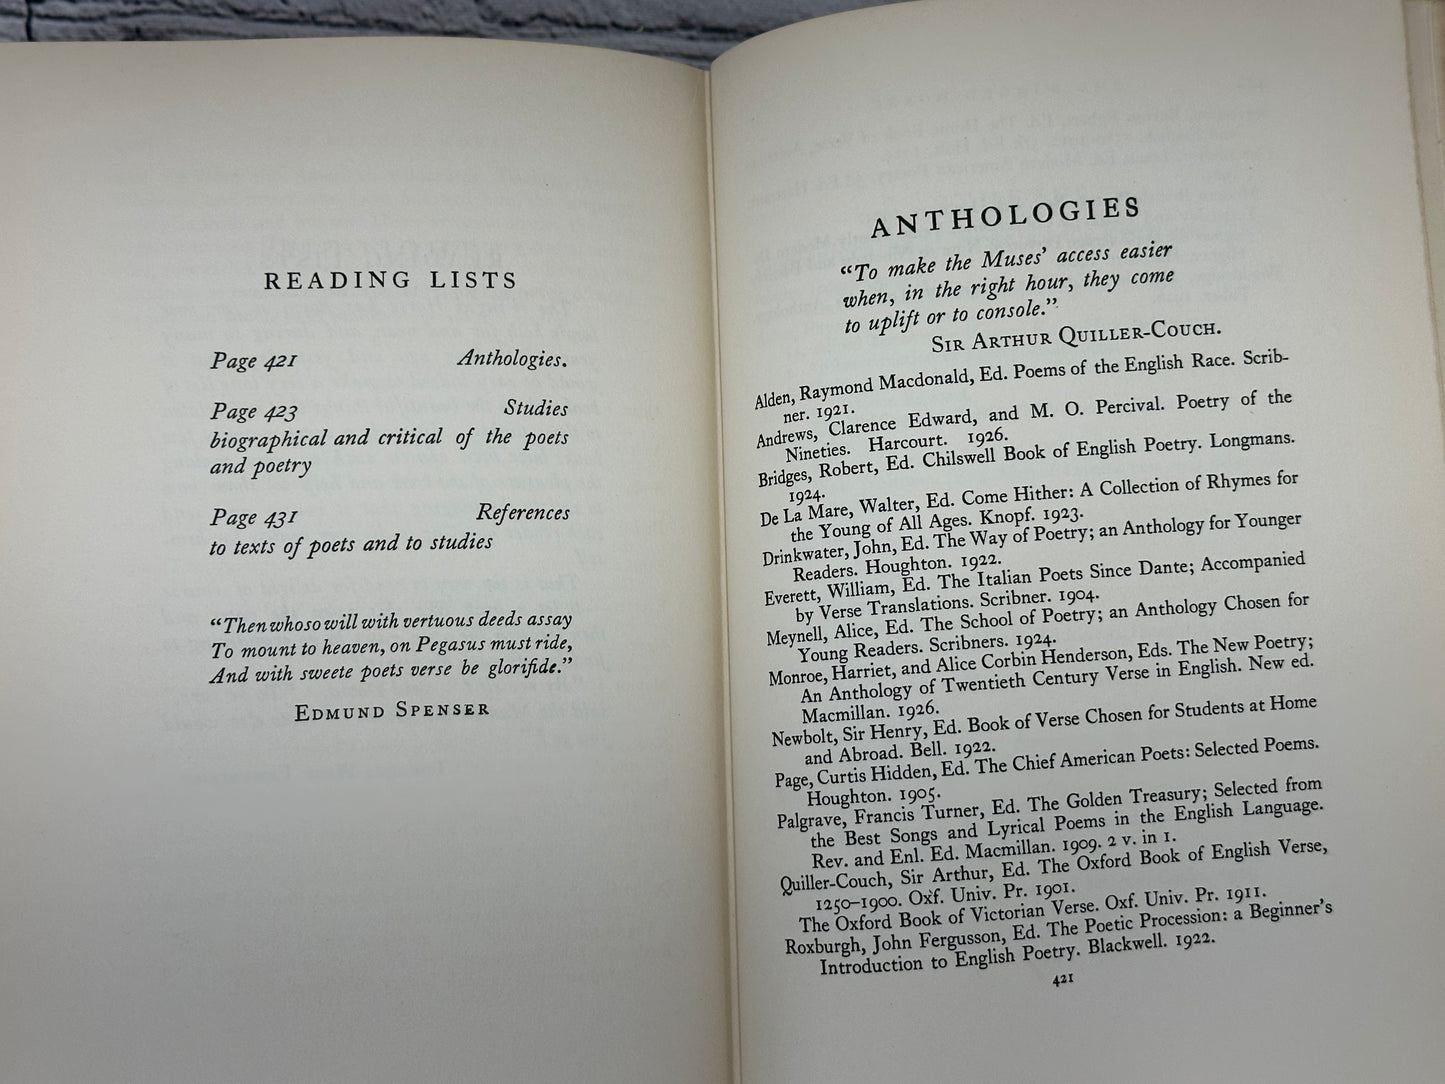 READING LISTS
Page 421 Anthologies.
Page 423 Studies
biographical and critical of the poets
and poetry
Page 431 References
to texts of poets and to studies
“Then whoso will with vertuous deeds assay
To mount to heaven, on Pegasus must ride,
And with sweete poets verse be glorifide.”
EDMUND SPENSER
ANTHOLOGIES
“To make the Muses’ access easier
when, in the right hour, they come
to uplift or to console.”
SIR ARTHUR QUILLER-COUCH.
Alden, Raymond Macdonald, Ed. Poems of the English Race. Scrib-
ner. 1921.
Andrews, Clarence Edward, and M. O. Percival. Poetry of the
Nineties. Harcourt. 1926.
Bridges, Robert, Ed. Chilswell Book of English Poetry. Longmans.
1924.
De La Mare, Walter, Ed. Come Hither: A Collection of Rhymes for
the Young of All Ages. Knopf. 1923.
Drinkwater, John, Ed. The Way of Poetry; an Anthology for Younger
Readers. Houghton. 1922.
Everett, William, Ed. The Italian Poets Since Dante; Accompanied
by Verse Translations. Scribner. 1904.
Meynell, Alice, Ed. The School of Poetry; an Anthology Chosen for
Young Readers. Scribners. 1924.
Monroe, Harriet, and Alice Corbin Henderson, Eds. The New Poetry;
An Anthology of Twentieth Century Verse in English. New ed.
Macmillan. 1926.
Newbolt, Sir Henry, Ed. Book of Verse Chosen for Students at Home
and Abroad. Bell. 1922.
Page, Curtis Hidden, Ed. The Chief American Poets: Selected Poems.
Houghton. 1905.
Palgrave, Francis Turner, Ed. The Golden Treasury; Selected from
the Best Songs and Lyrical Poems in the English Language.
Rev. and Enl. Ed. Macmillan. 1909. 2 v. in 1.
Quiller-Couch, Sir Arthur, Ed. The Oxford Book of English Verse,
1250–1900. Oxf. Univ. Pr. 1901.
The Oxford Book of Victorian Verse. Oxf. Univ. Pr. 1911.
Roxburgh, John Fergusson, Ed. The Poetic Procession: a Beginner’s
Introduction to English Poetry. Blackwell. 1922.
421